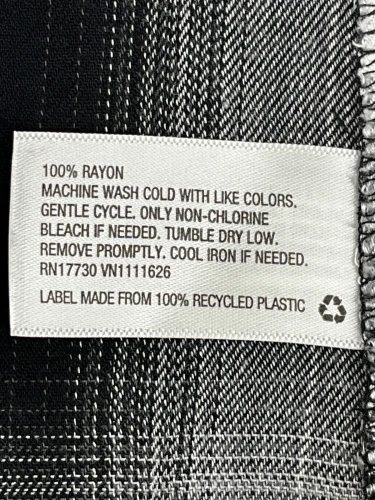 100% RAYON
MACHINE WASH COLD WITH LIKE COLORS.
GENTLE CYCLE. ONLY NON-CHLORINE
BLEACH IF NEEDED. TUMBLE DRY LOW.
REMOVE PROMPTLY. COOL IRON IF NEEDED.
RN17730 VN1111626
LABEL MADE FROM 100% RECYCLED PLASTIC